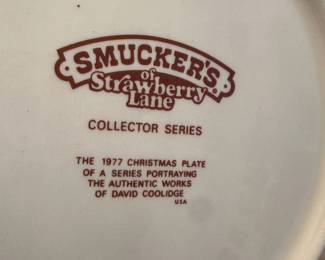 SMUCKER'S
of
Strawberry
Lane
COLLECTOR SERIES
THE 1977 CHRISTMAS PLATE
OF A SERIES PORTRAYING
THE AUTHENTIC WORKS
OF DAVID COOLIDGE
USA